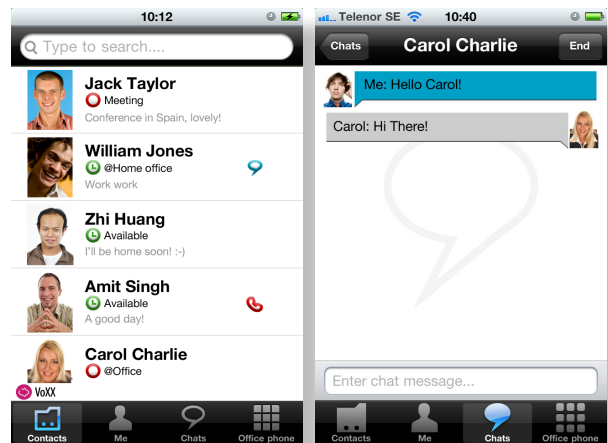 10:12
Type to search....
Jack Taylor
Meeting
Conference in Spain, lovely!
William Jones
@Home office
Work work
Zhi Huang
Available
I'll be home soon! :-)
Amit Singh
Available
A good day!
Carol Charlie
@Office
VoXX
Contacts
Me
Chats
Office phone
Telenor SE
10:40
Chats
Carol Charlie
End
Me: Hello Carol!
Carol: Hi There!
Enter chat message...
Contacts
Me
Chats
Office phone